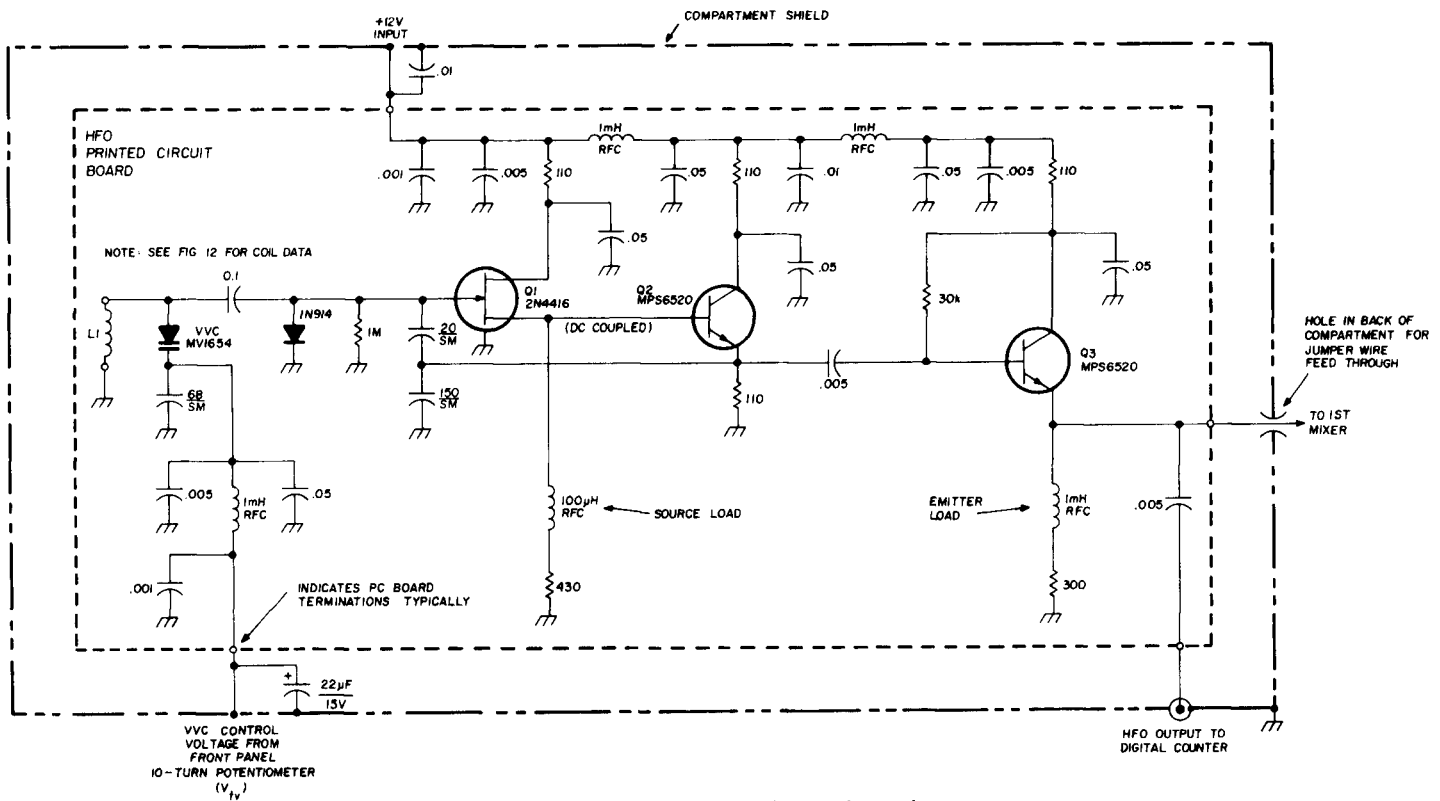 COMPARTMENT SHIELD
+12V
INPUT
.01
HFO
PRINTED CIRCUIT
BOARD
1mH
RFC
1mH
RFC
.001
.005
110
.05
110
.01
.05
.005
110
.05
.05
.05
NOTE: SEE FIG 12 FOR COIL DATA
0.1
L1
VVC
MV1654
1N914
1M
20
SM
Q1
2N4416
Q2
MPS6520
(DC COUPLED)
30k
Q3
MPS6520
HOLE IN BACK OF
COMPARTMENT FOR
JUMPER WIRE
FEED THROUGH
68
SM
150
SM
110
.005
TO 1ST
MIXER
.005
1mH
RFC
.05
100µH
RFC
SOURCE LOAD
EMITTER
LOAD
1mH
RFC
.005
.001
INDICATES PC BOARD
TERMINATIONS TYPICALLY
430
300
+
22µF
15V
VVC CONTROL
VOLTAGE FROM
FRONT PANEL
10-TURN POTENTIOMETER
(Vtv)
HFO OUTPUT TO
DIGITAL COUNTER